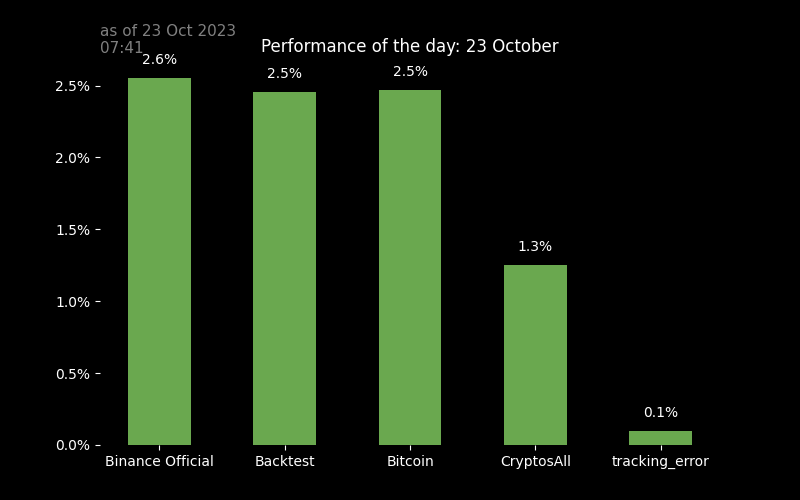 as of 23 Oct 2023
07:41
Performance of the day: 23 October
2.6%
2.5%
2.5%
1.3%
0.1%
2.5%
2.0%
1.5%
1.0%
0.5%
0.0%
Binance Official
Backtest
Bitcoin
CryptosAll
tracking_error